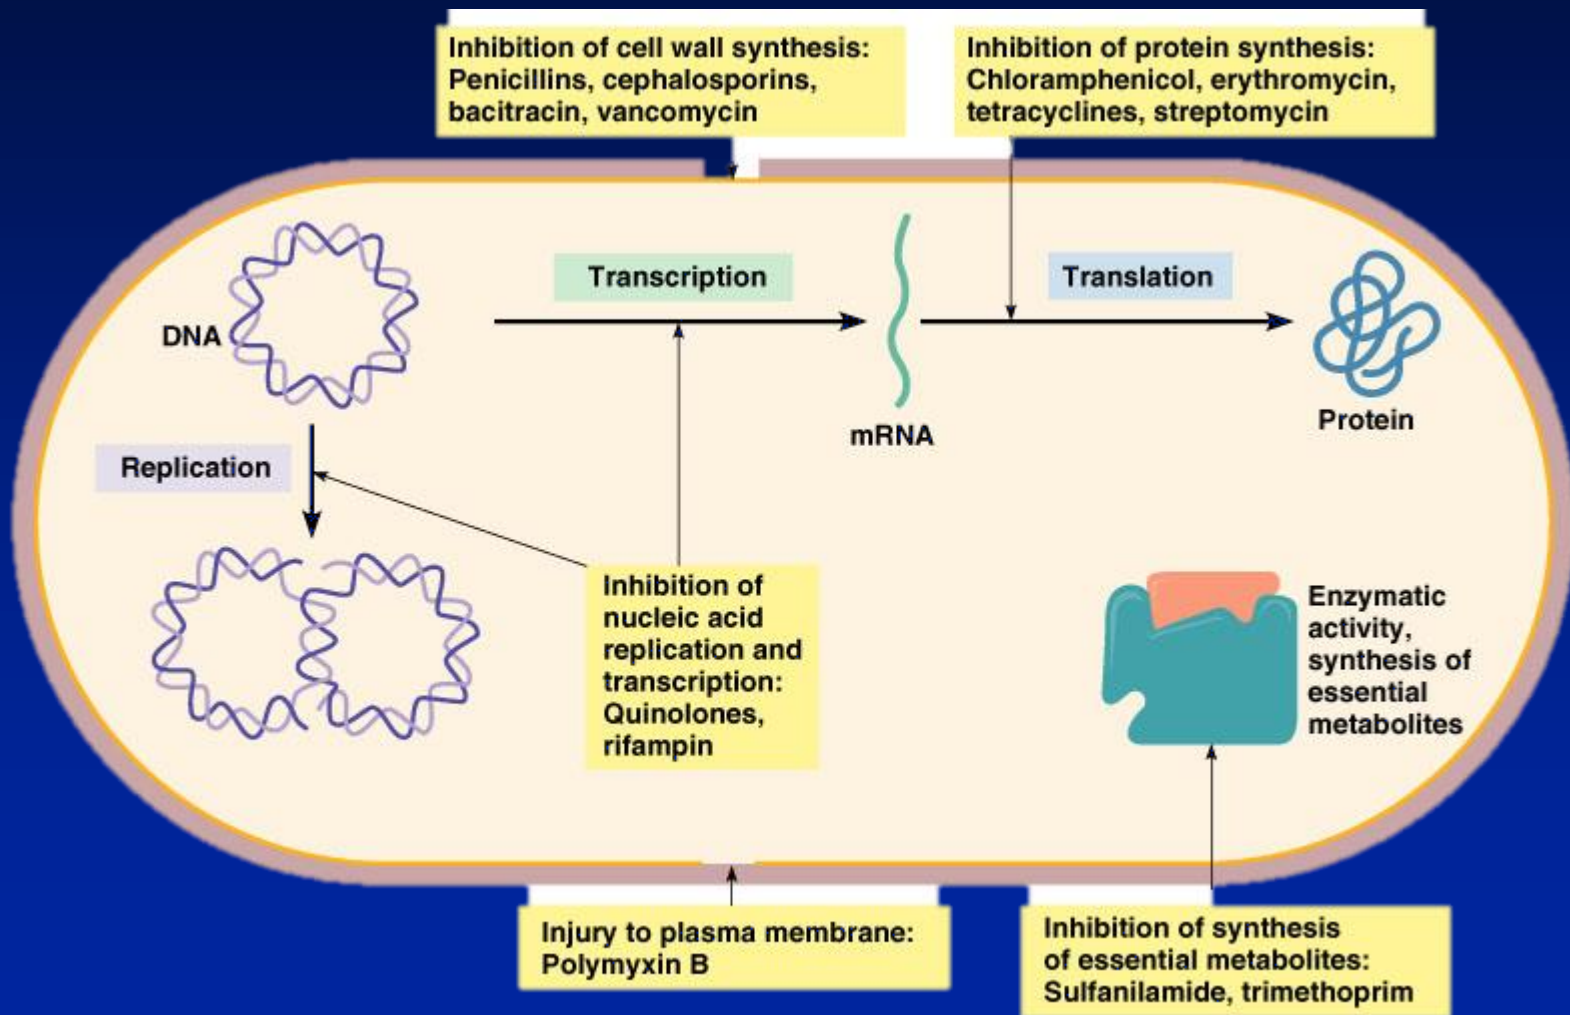 Inhibition of cell wall synthesis:
Penicillins, cephalosporins,
bacitracin, vancomycin
Inhibition of protein synthesis:
Chloramphenicol, erythromycin,
tetracyclines, streptomycin
Transcription
Translation
DNA
mRNA
Protein
Replication
Inhibition of
nucleic acid
replication and
transcription:
Quinolones,
rifampin
Enzymatic
activity,
synthesis of
essential
metabolites
Injury to plasma membrane:
Polymyxin B
Inhibition of synthesis
of essential metabolites:
Sulfanilamide, trimethoprim